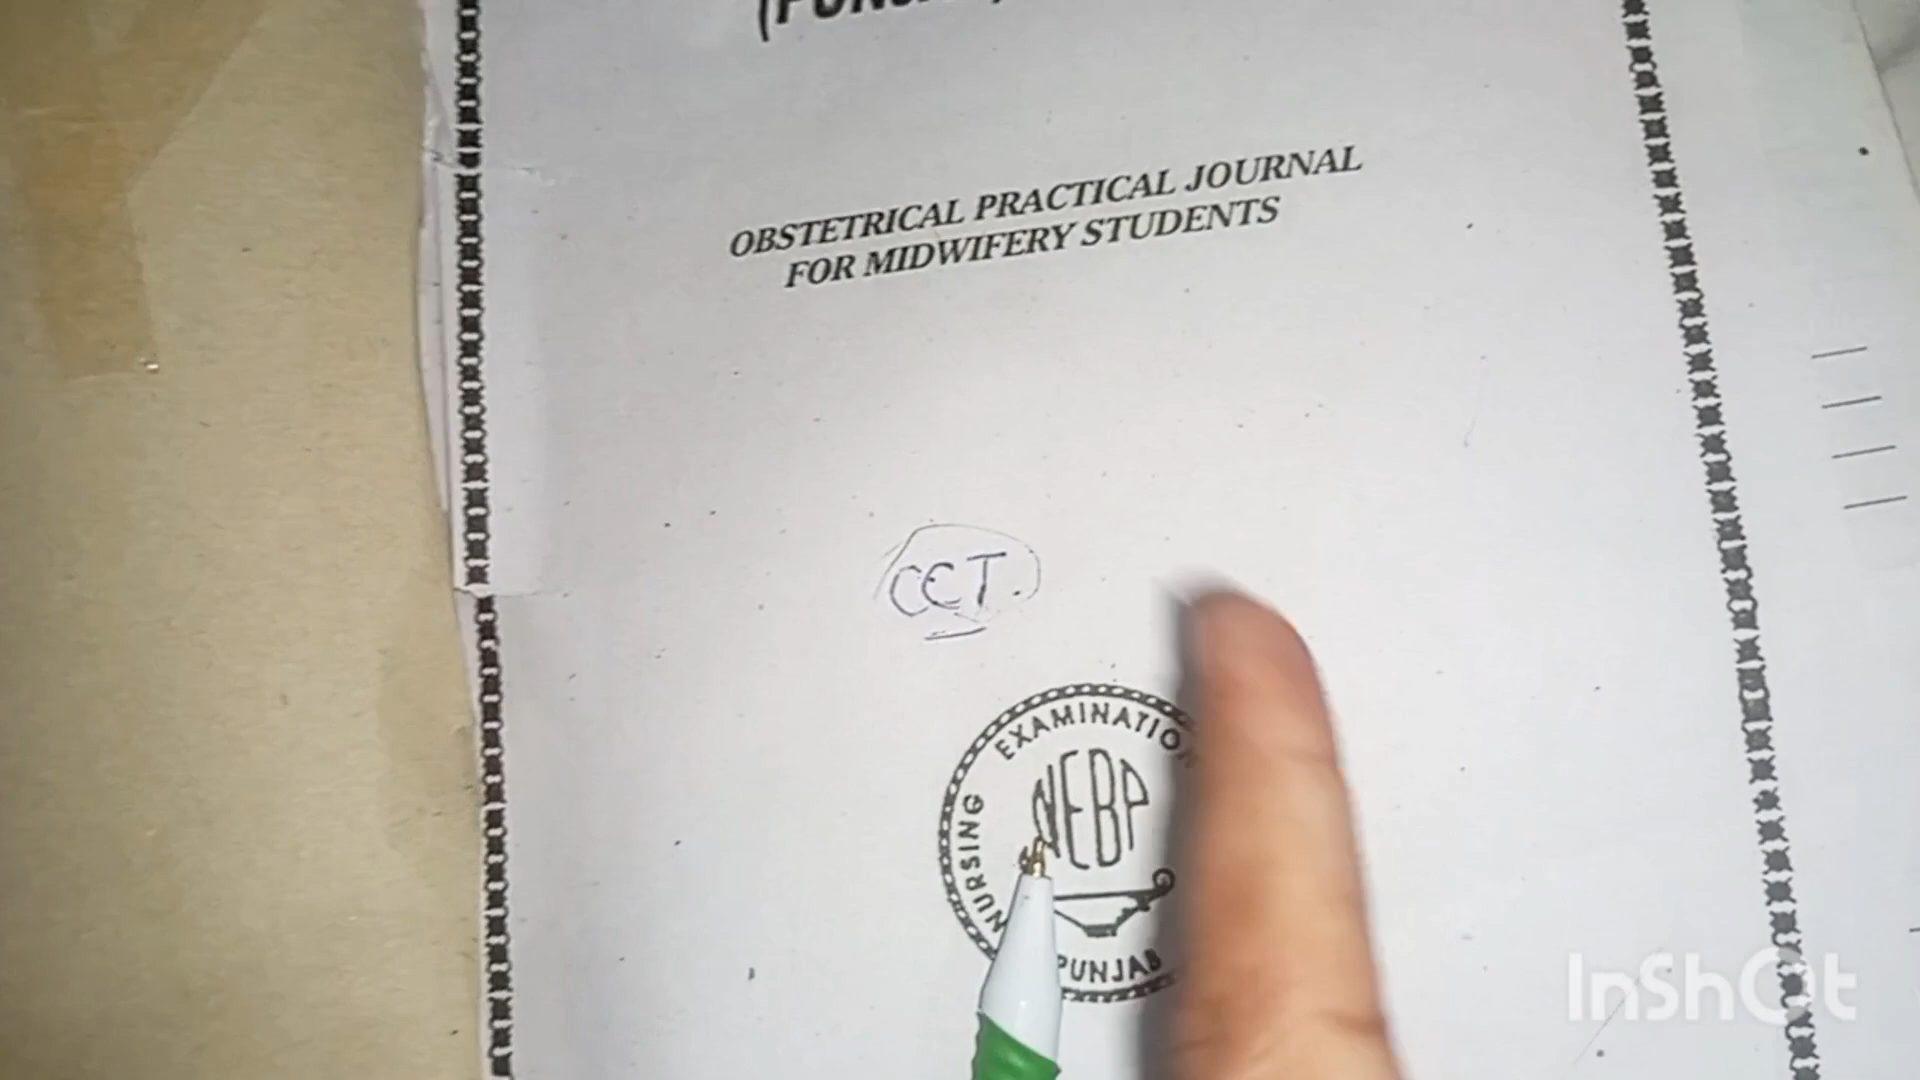 OBSTETRICAL PRACTICAL JOURNAL
FOR MIDWIFERY STUDENTS
CCT.
NURSING EXAMINATION
NEBP
PUNJAB
InShOt